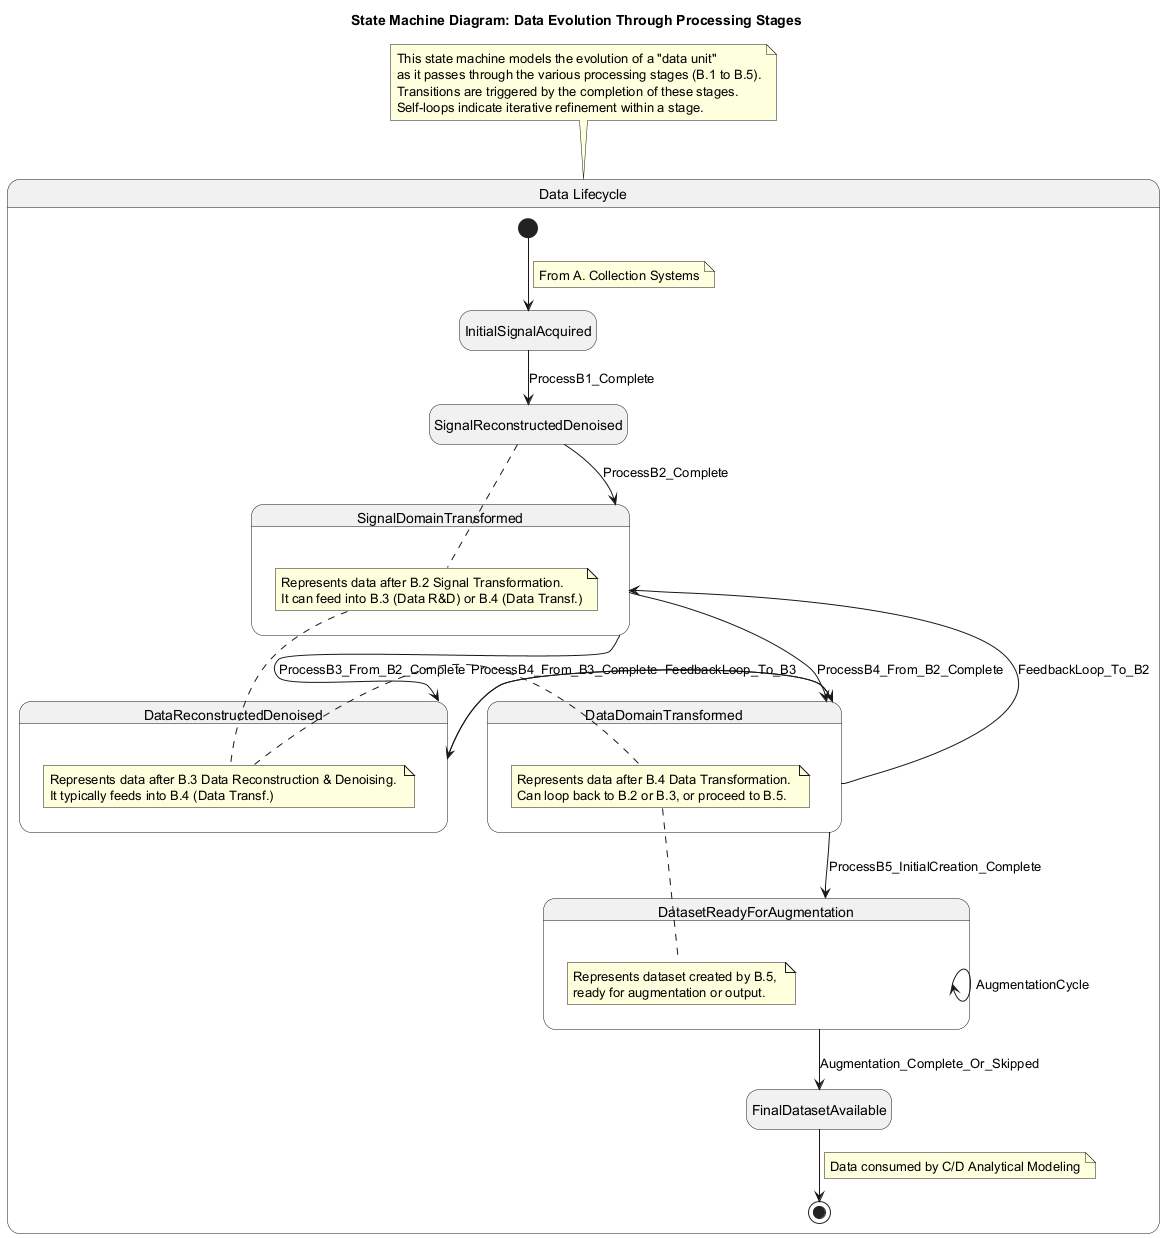 State Machine Diagram: Data Evolution Through Processing Stages
This state machine models the evolution of a "data unit"
as it passes through the various processing stages (B.1 to B.5).
Transitions are triggered by the completion of these stages.
Self-loops indicate iterative refinement within a stage.
Data Lifecycle
From A. Collection Systems
InitialSignalAcquired
ProcessB1_Complete
SignalReconstructedDenoised
ProcessB2_Complete
SignalDomainTransformed
Represents data after B.2 Signal Transformation.
It can feed into B.3 (Data R&D) or B.4 (Data Transf.)
ProcessB3_From_B2_Complete
ProcessB4_From_B3_Complete
FeedbackLoop_To_B3
ProcessB4_From_B2_Complete
FeedbackLoop_To_B2
DataReconstructedDenoised
Represents data after B.3 Data Reconstruction & Denoising.
It typically feeds into B.4 (Data Transf.)
DataDomainTransformed
Represents data after B.4 Data Transformation.
Can loop back to B.2 or B.3, or proceed to B.5.
ProcessB5_InitialCreation_Complete
DatasetReadyForAugmentation
Represents dataset created by B.5,
ready for augmentation or output.
AugmentationCycle
Augmentation_Complete_Or_Skipped
FinalDatasetAvailable
Data consumed by C/D Analytical Modeling